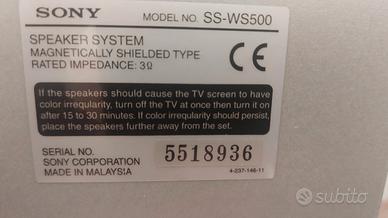 SONY MODEL NO. SS-WS500
SPEAKER SYSTEM
MAGNETICALLY SHIELDED TYPE
RATED IMPEDANCE: 3Ω
CE
If the speakers should cause the TV screen to have
color irregularity, turn off the TV at once then turn it on
after 15 to 30 minutes. If color irregularity should persist,
place the speakers further away from the set.
SERIAL NO. 5518936
SONY CORPORATION
MADE IN MALAYSIA 4-237-146-11
subito